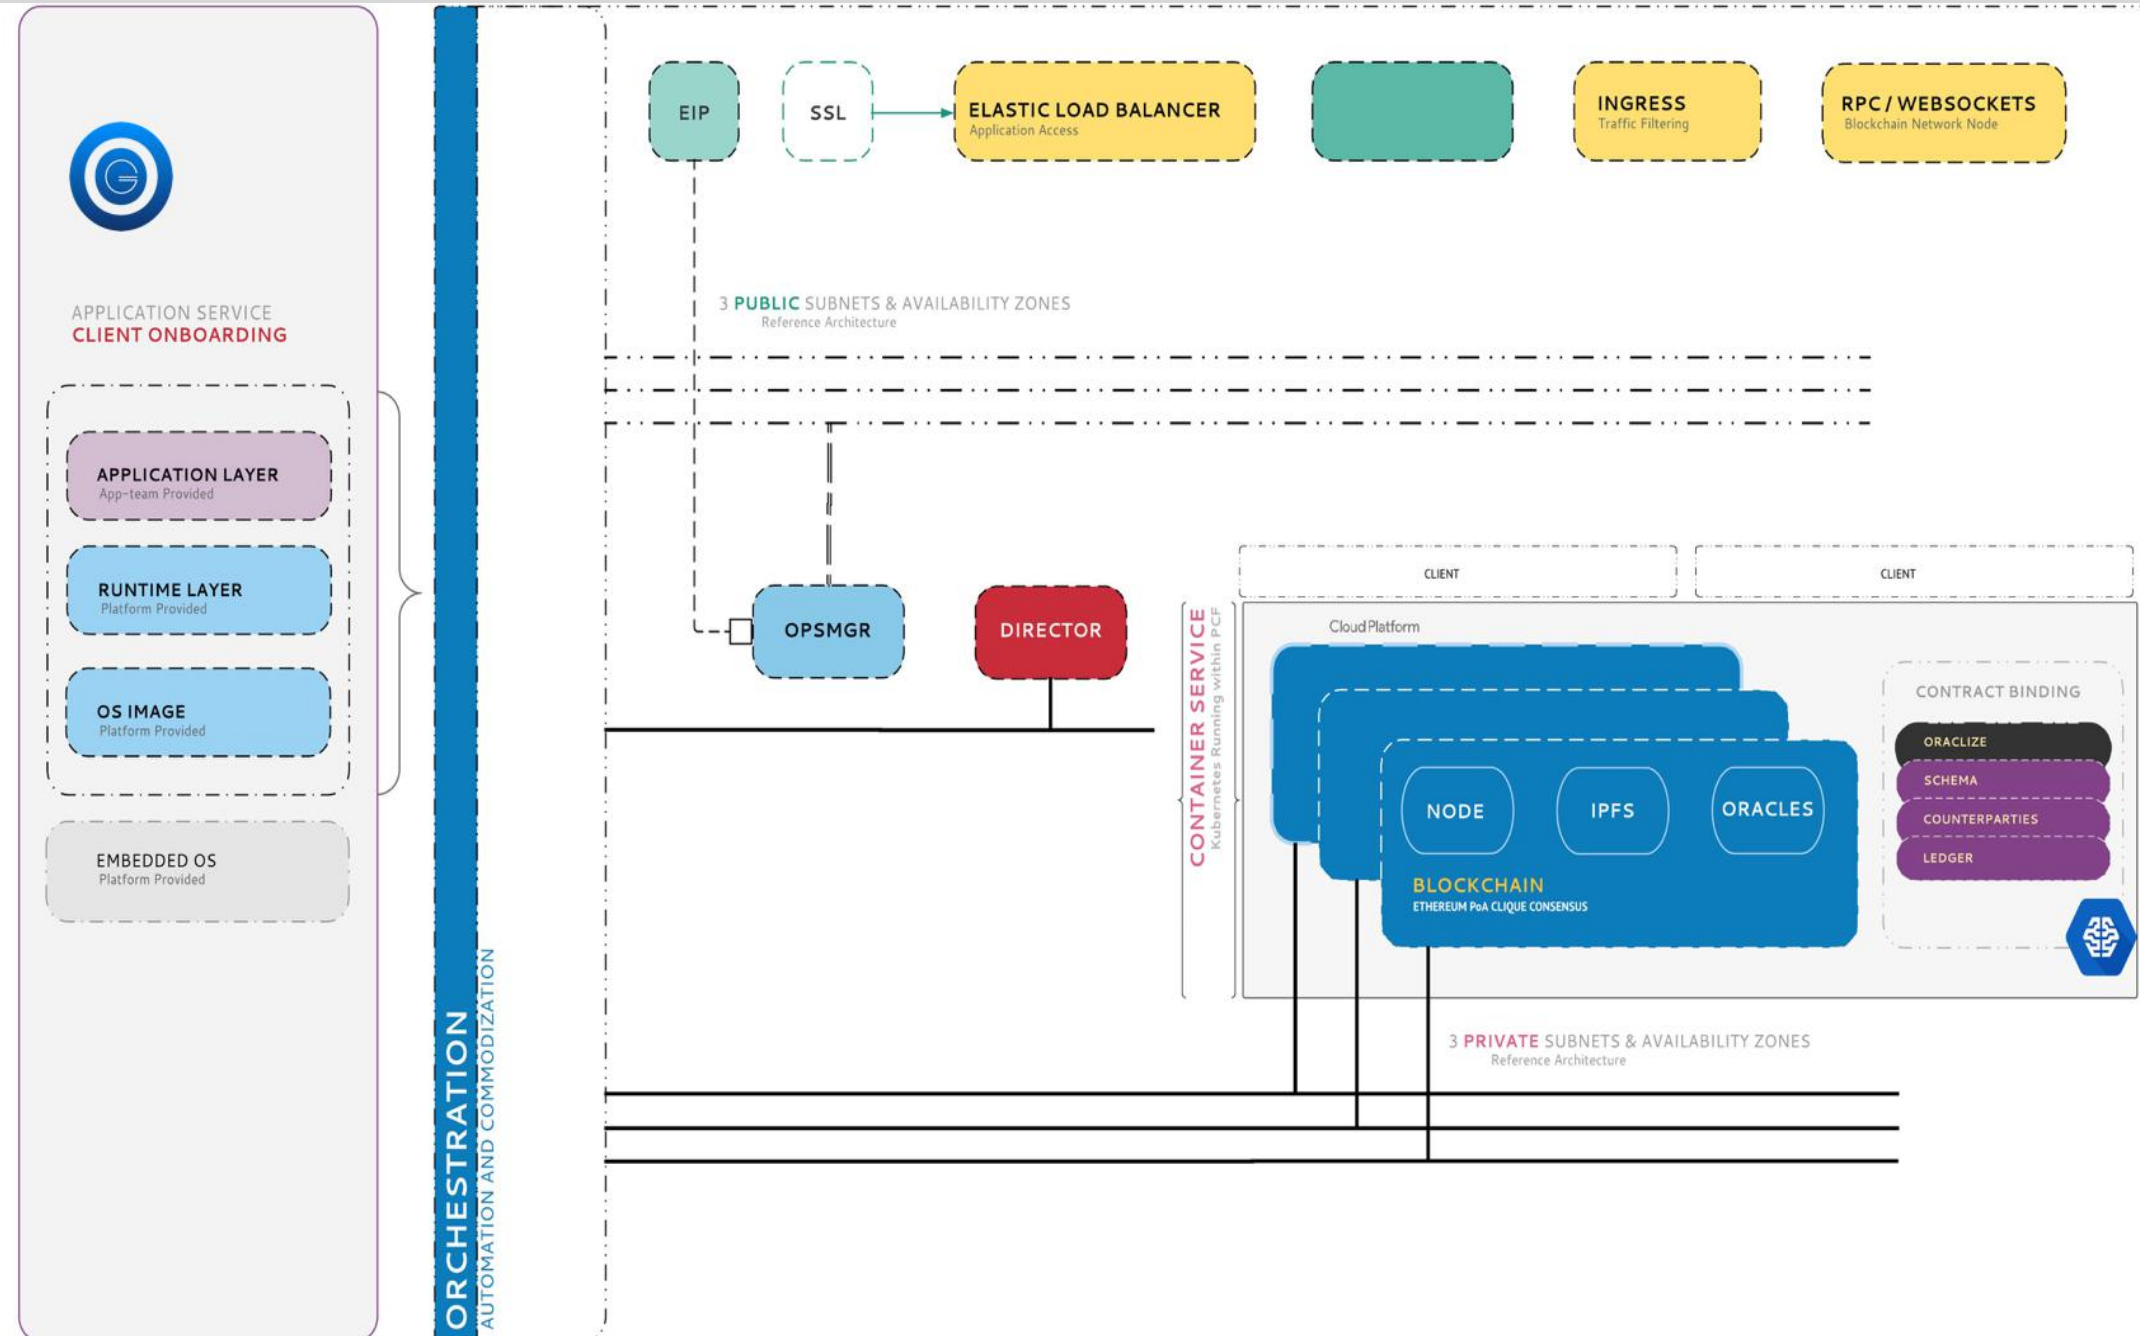 APPLICATION SERVICE
CLIENT ONBOARDING
APPLICATION LAYER
App-team Provided
RUNTIME LAYER
Platform Provided
OS IMAGE
Platform Provided
EMBEDDED OS
Platform Provided
ORCHESTRATION
AUTOMATION AND COMMODIZATION
EIP
SSL
ELASTIC LOAD BALANCER
Application Access
INGRESS
Traffic Filtering
RPC / WEBSOCKETS
Blockchain Network Node
3 PUBLIC SUBNETS & AVAILABILITY ZONES
Reference Architecture
OPSMGR
DIRECTOR
CONTAINER SERVICE
Kubernetes Running within PCF
CLIENT
CLIENT
Cloud Platform
NODE
IPFS
ORACLES
BLOCKCHAIN
ETHEREUM PoA CLIQUE CONSENSUS
CONTRACT BINDING
ORACLIZE
SCHEMA
COUNTERPARTIES
LEDGER
3 PRIVATE SUBNETS & AVAILABILITY ZONES
Reference Architecture